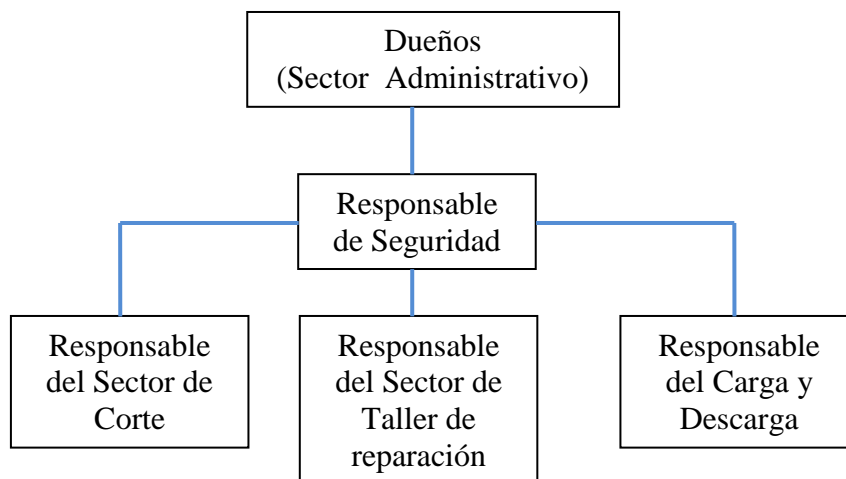 Dueños
(Sector Administrativo)
Responsable
de Seguridad
Responsable
del Sector de
Corte
Responsable
del Sector de
Taller de
reparación
Responsable
del Carga y
Descarga